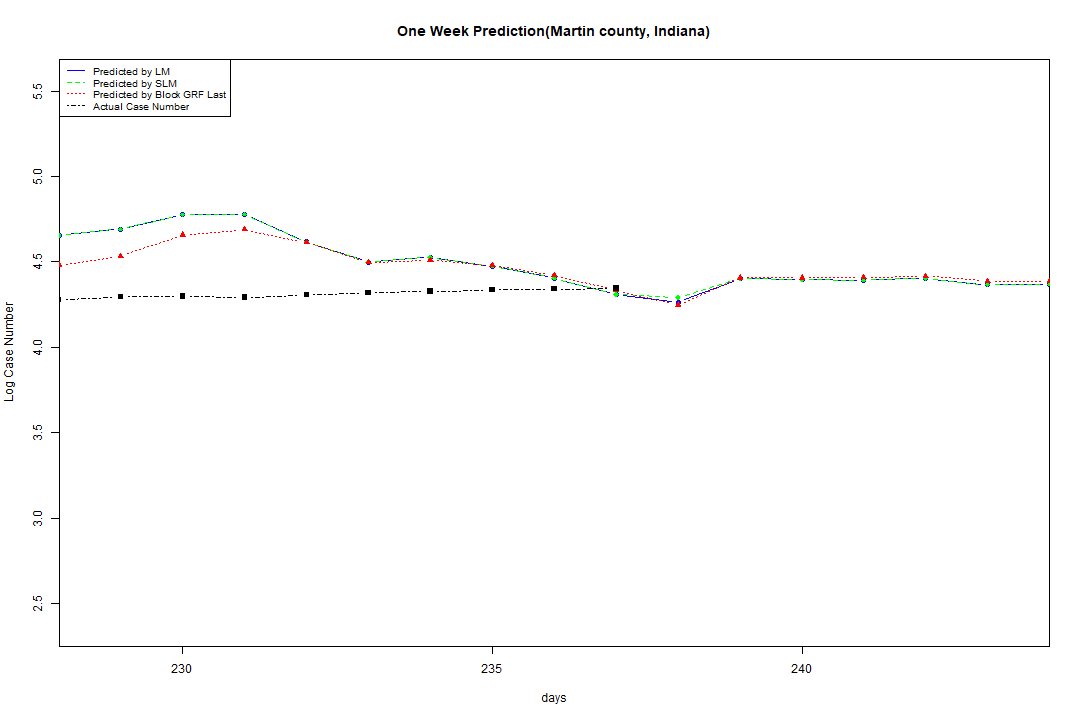 One Week Prediction(Martin county, Indiana)
Predicted by LM
Predicted by SLM
Predicted by Block GRF Last
Actual Case Number
5.5
5.0
4.5
4.0
3.5
3.0
2.5
Log Case Number
230
235
240
days